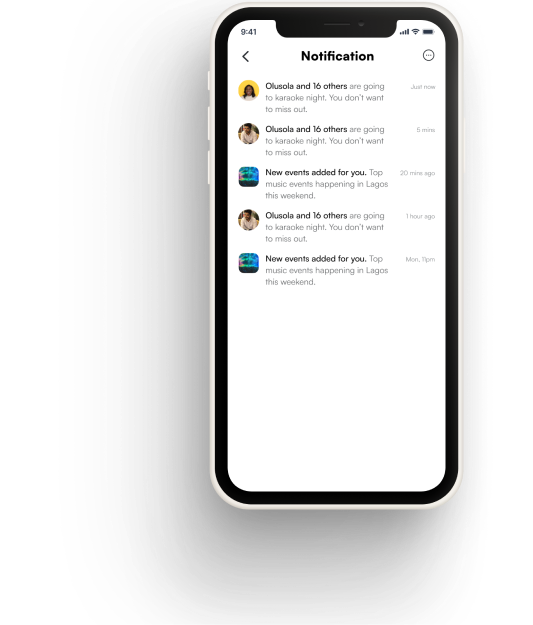 9:41
Notification
Olusola and 16 others are going
Just now
to karaoke night. You don't want
to miss out.
Olusola and 16 others are going
5 mins
to karaoke night. You don't want
to miss out.
New events added for you. Top
20 mins ago
music events happening in Lagos
this weekend.
Olusola and 16 others are going
1 hour ago
to karaoke night. You don't want
to miss out.
New events added for you. Top
Mon, 11pm
music events happening in Lagos
this weekend.